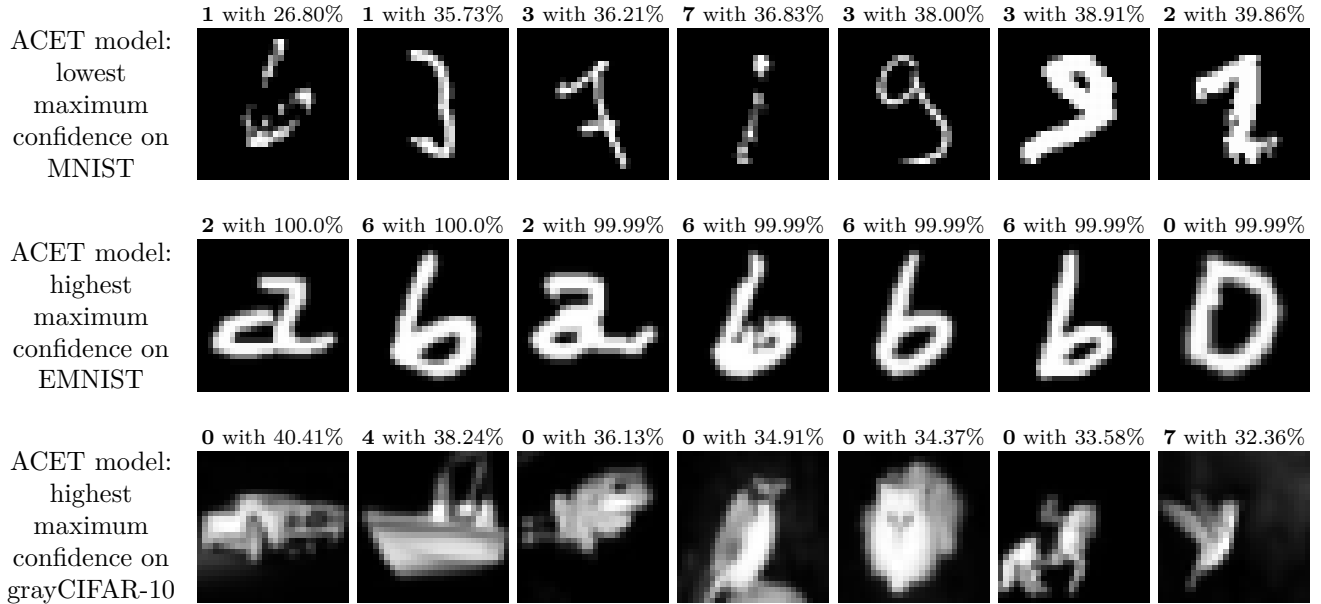 1 with 26.80% 1 with 35.73% 3 with 36.21% 7 with 36.83% 3 with 38.00% 3 with 38.91% 2 with 39.86%
ACET model:
lowest
maximum
confidence on
MNIST
2 with 100.0% 6 with 100.0% 2 with 99.99% 6 with 99.99% 6 with 99.99% 6 with 99.99% 0 with 99.99%
ACET model:
highest
maximum
confidence on
EMNIST
a b a b b b D
0 with 40.41% 4 with 38.24% 0 with 36.13% 0 with 34.91% 0 with 34.37% 0 with 33.58% 7 with 32.36%
ACET model:
highest
maximum
confidence on
grayCIFAR-10